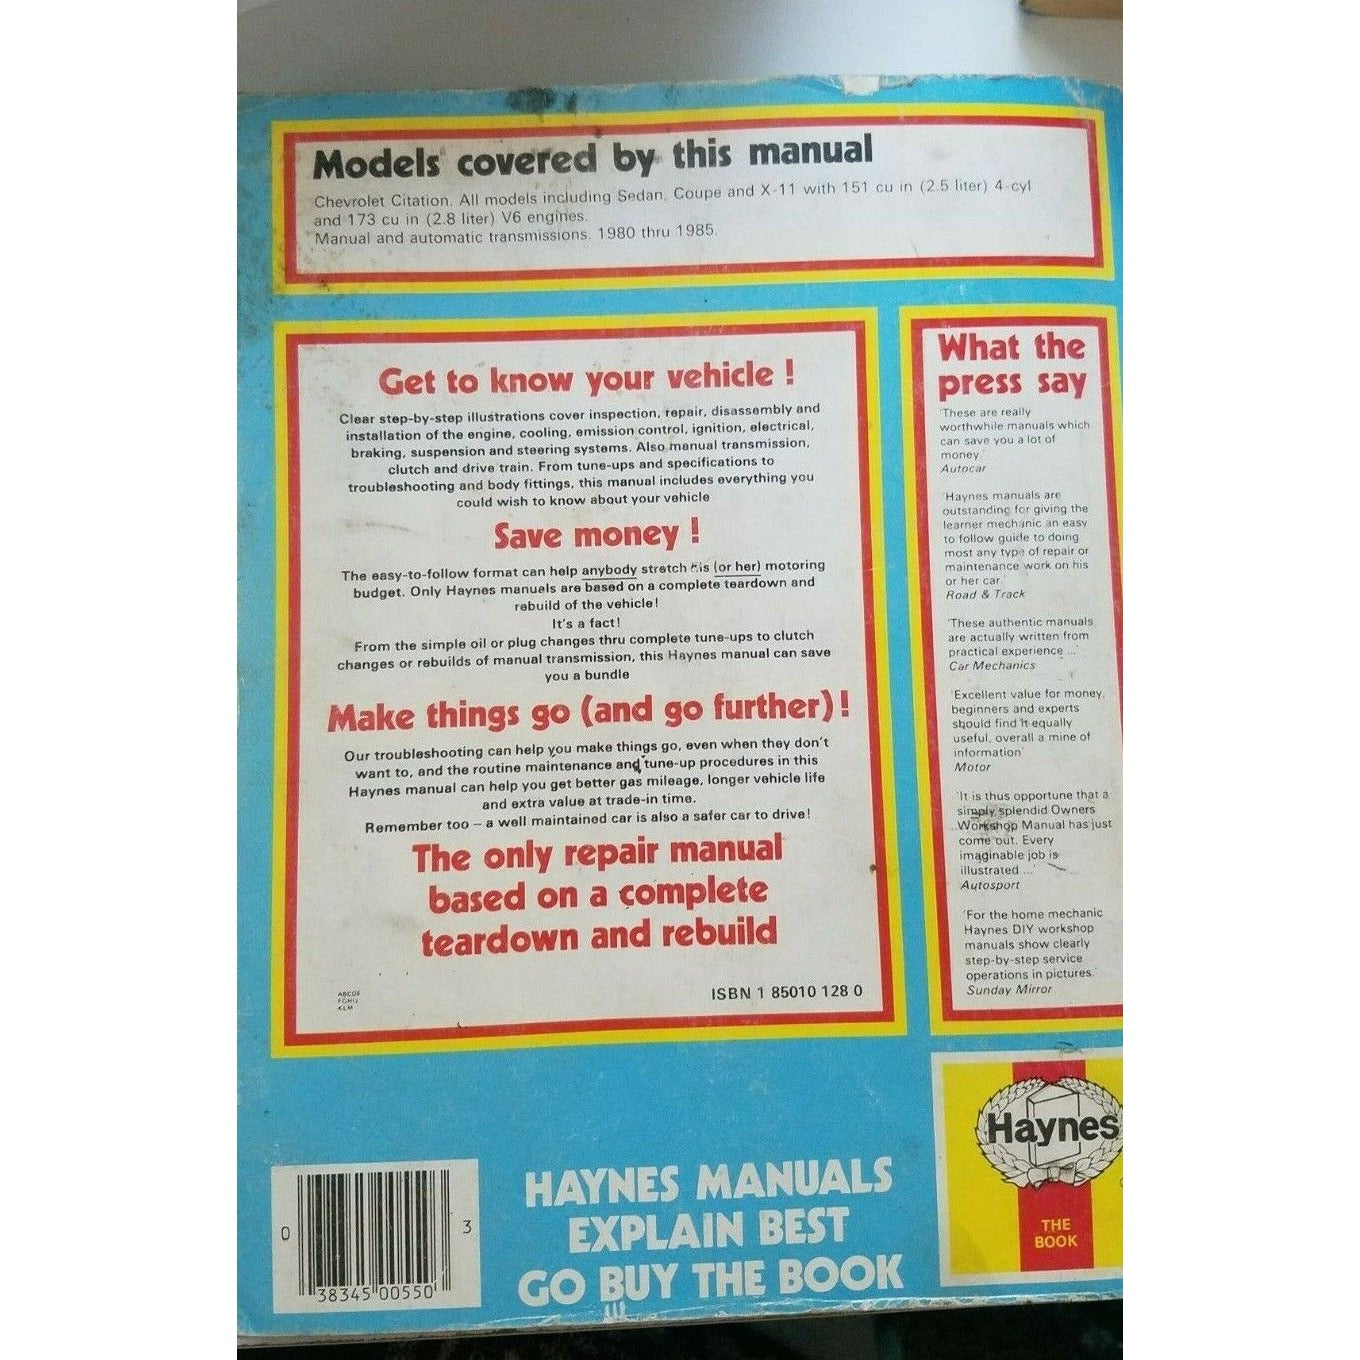 Models covered by this manual
Chevrolet Citation. All models including Sedan, Coupe and X-11 with 151 cu in (2.5 liter) 4-cyl
and 173 cu in (2.8 liter) V6 engines.
Manual and automatic transmissions. 1980 thru 1985.
Get to know your vehicle !
Clear step-by-step illustrations cover inspection, repair, disassembly and
installation of the engine, cooling, emission control, ignition, electrical,
braking, suspension and steering systems. Also manual transmission,
clutch and drive train. From tune-ups and specifications to
troubleshooting and body fittings, this manual includes everything you
could wish to know about your vehicle
Save money !
The easy-to-follow format can help anybody stretch his (or her) motoring
budget. Only Haynes manuals are based on a complete teardown and
rebuild of the vehicle!
It's a fact!
From the simple oil or plug changes thru complete tune-ups to clutch
changes or rebuilds of manual transmission, this Haynes manual can save
you a bundle
Make things go (and go further)!
Our troubleshooting can help you make things go, even when they don't
want to, and the routine maintenance and tune-up procedures in this
Haynes manual can help you get better gas mileage, longer vehicle life
and extra value at trade-in time.
Remember too – a well maintained car is also a safer car to drive!
The only repair manual
based on a complete
teardown and rebuild
ABCDE
FGHIJ
KLM
ISBN 1 85010 128 0
What the
press say
'These are really
worthwhile manuals which
can save you a lot of
money.'
Autocar
'Haynes manuals are
outstanding for giving the
learner mechanic an easy
to follow guide to doing
most any type of repair or
maintenance work on his
or her car.'
Road & Track
'These authentic manuals
are actually written from
practical experience ...'
Car Mechanics
'Excellent value for money,
beginners and experts
should find it equally
useful, overall a mine of
information'
Motor
'It is thus opportune that a
simply splendid Owners
Workshop Manual has just
come out. Every
imaginable job is
illustrated ...'
Autosport
'For the home mechanic
Haynes DIY workshop
manuals show clearly
step-by-step service
operations in pictures.'
Sunday Mirror
0 38345 00550 3
HAYNES MANUALS
EXPLAIN BEST
GO BUY THE BOOK
Haynes
THE
BOOK